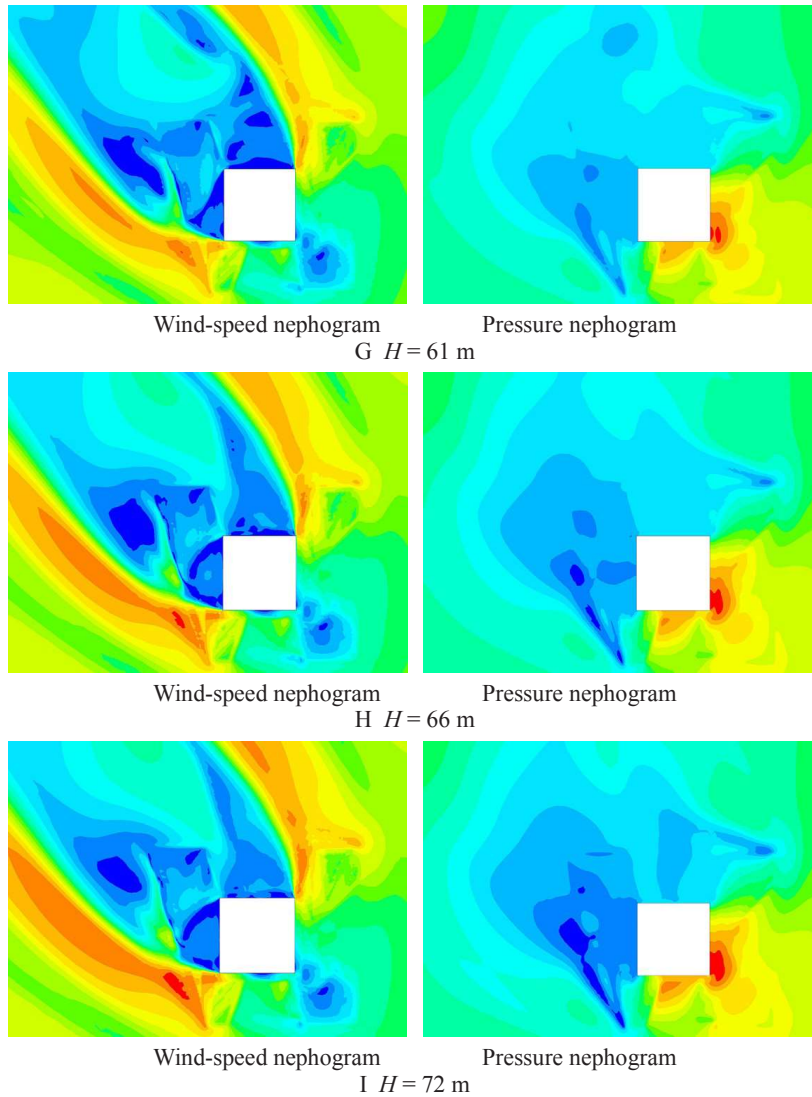 Wind-speed nephogram Pressure nephogram
G H = 61 m
Wind-speed nephogram Pressure nephogram
H H = 66 m
Wind-speed nephogram Pressure nephogram
I H = 72 m